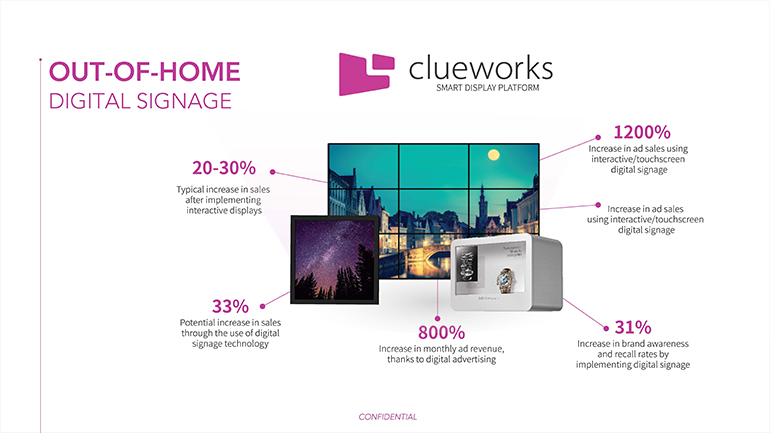 OUT-OF-HOME
DIGITAL SIGNAGE
clueworks
SMART DISPLAY PLATFORM
20-30%
Typical increase in sales
after implementing
interactive displays
1200%
Increase in ad sales using
interactive/touchscreen
digital signage
Increase in ad sales
using interactive/touchscreen
digital signage
33%
Potential increase in sales
through the use of digital
signage technology
800%
Increase in monthly ad revenue,
thanks to digital advertising
31%
Increase in brand awareness
and recall rates by
implementing digital signage
CONFIDENTIAL